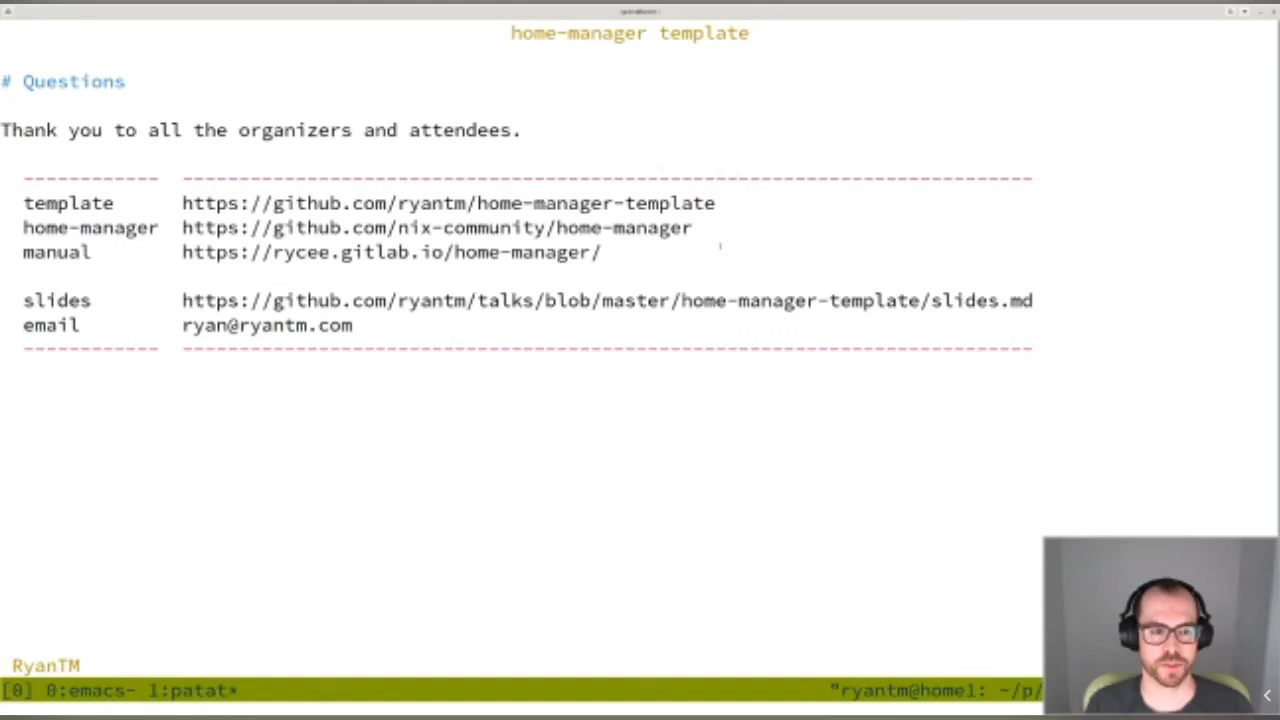 home-manager template
# Questions
Thank you to all the organizers and attendees.
template https://github.com/ryantm/home-manager-template
home-manager https://github.com/nix-community/home-manager
manual https://rycee.gitlab.io/home-manager/
slides https://github.com/ryantm/talks/blob/master/home-manager-template/slides.md
email ryan@ryantm.com
RyanTM
[0] 0:emacs- 1:patat* "ryantm@home1: ~/p/